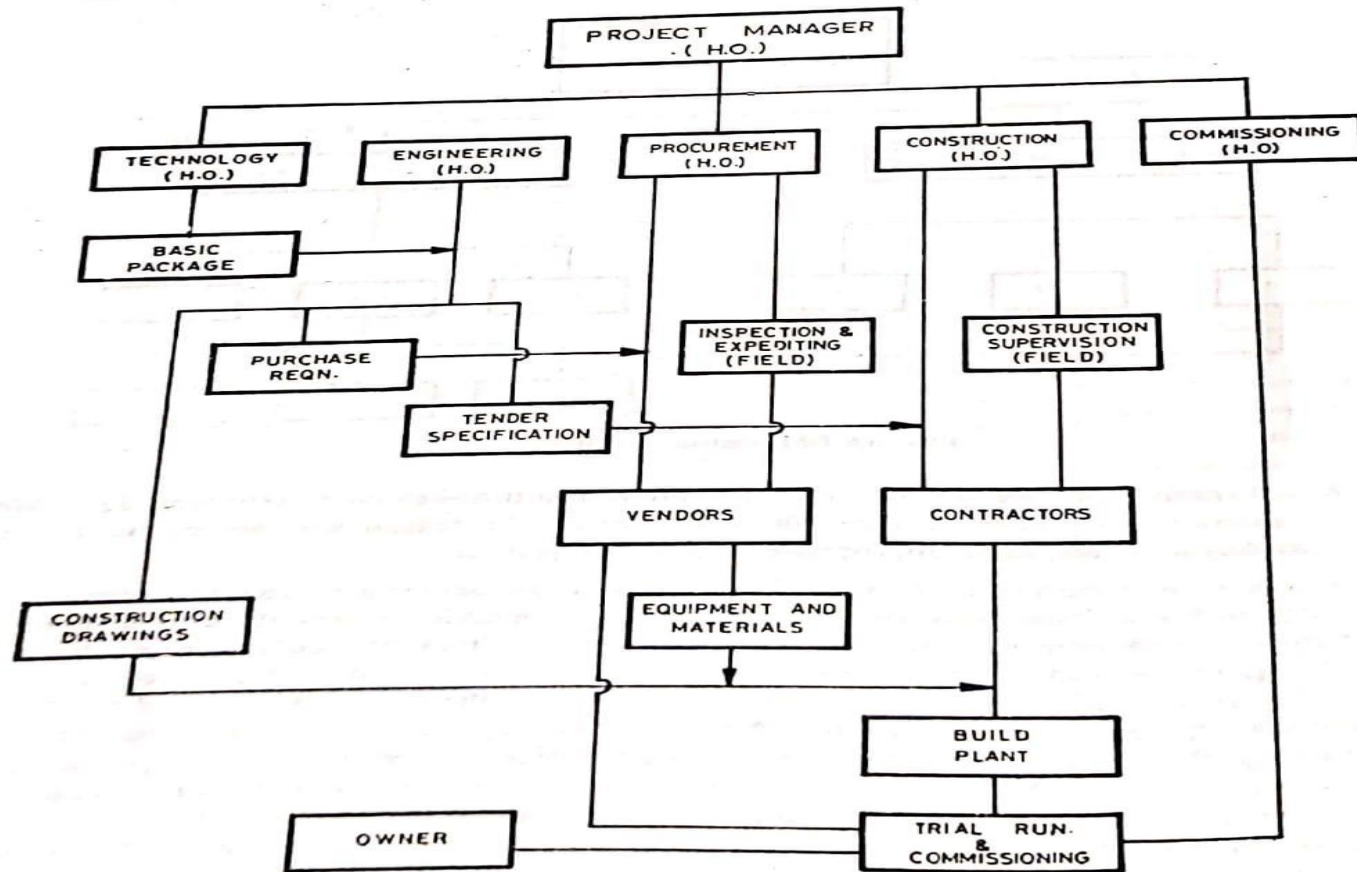 PROJECT MANAGER
( H.O.)
TECHNOLOGY
(H.O.)
ENGINEERING
(H.O.)
PROCUREMENT
(H.O.)
CONSTRUCTION
(H.O.)
COMMISSIONING
(H.O)
BASIC
PACKAGE
PURCHASE
REQN.
INSPECTION &
EXPEDITING
(FIELD)
CONSTRUCTION
SUPERVISION
(FIELD)
TENDER
SPECIFICATION
VENDORS
CONTRACTORS
CONSTRUCTION
DRAWINGS
EQUIPMENT AND
MATERIALS
BUILD
PLANT
OWNER
TRIAL RUN.
&
COMMISSIONING